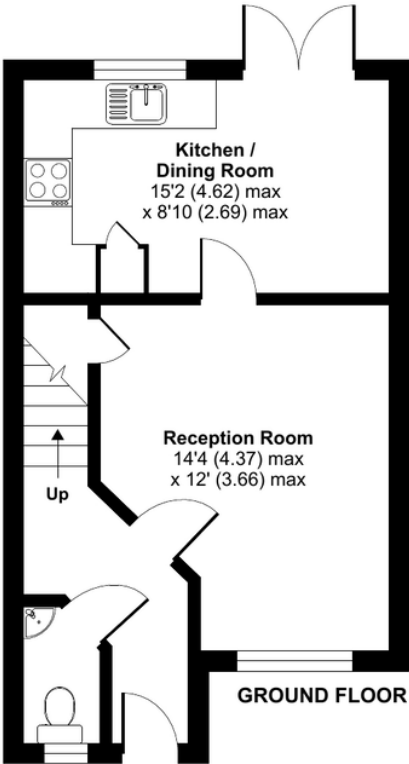 Kitchen /
Dining Room
15'2 (4.62) max
x 8'10 (2.69) max
Reception Room
14'4 (4.37) max
x 12' (3.66) max
Up
GROUND FLOOR